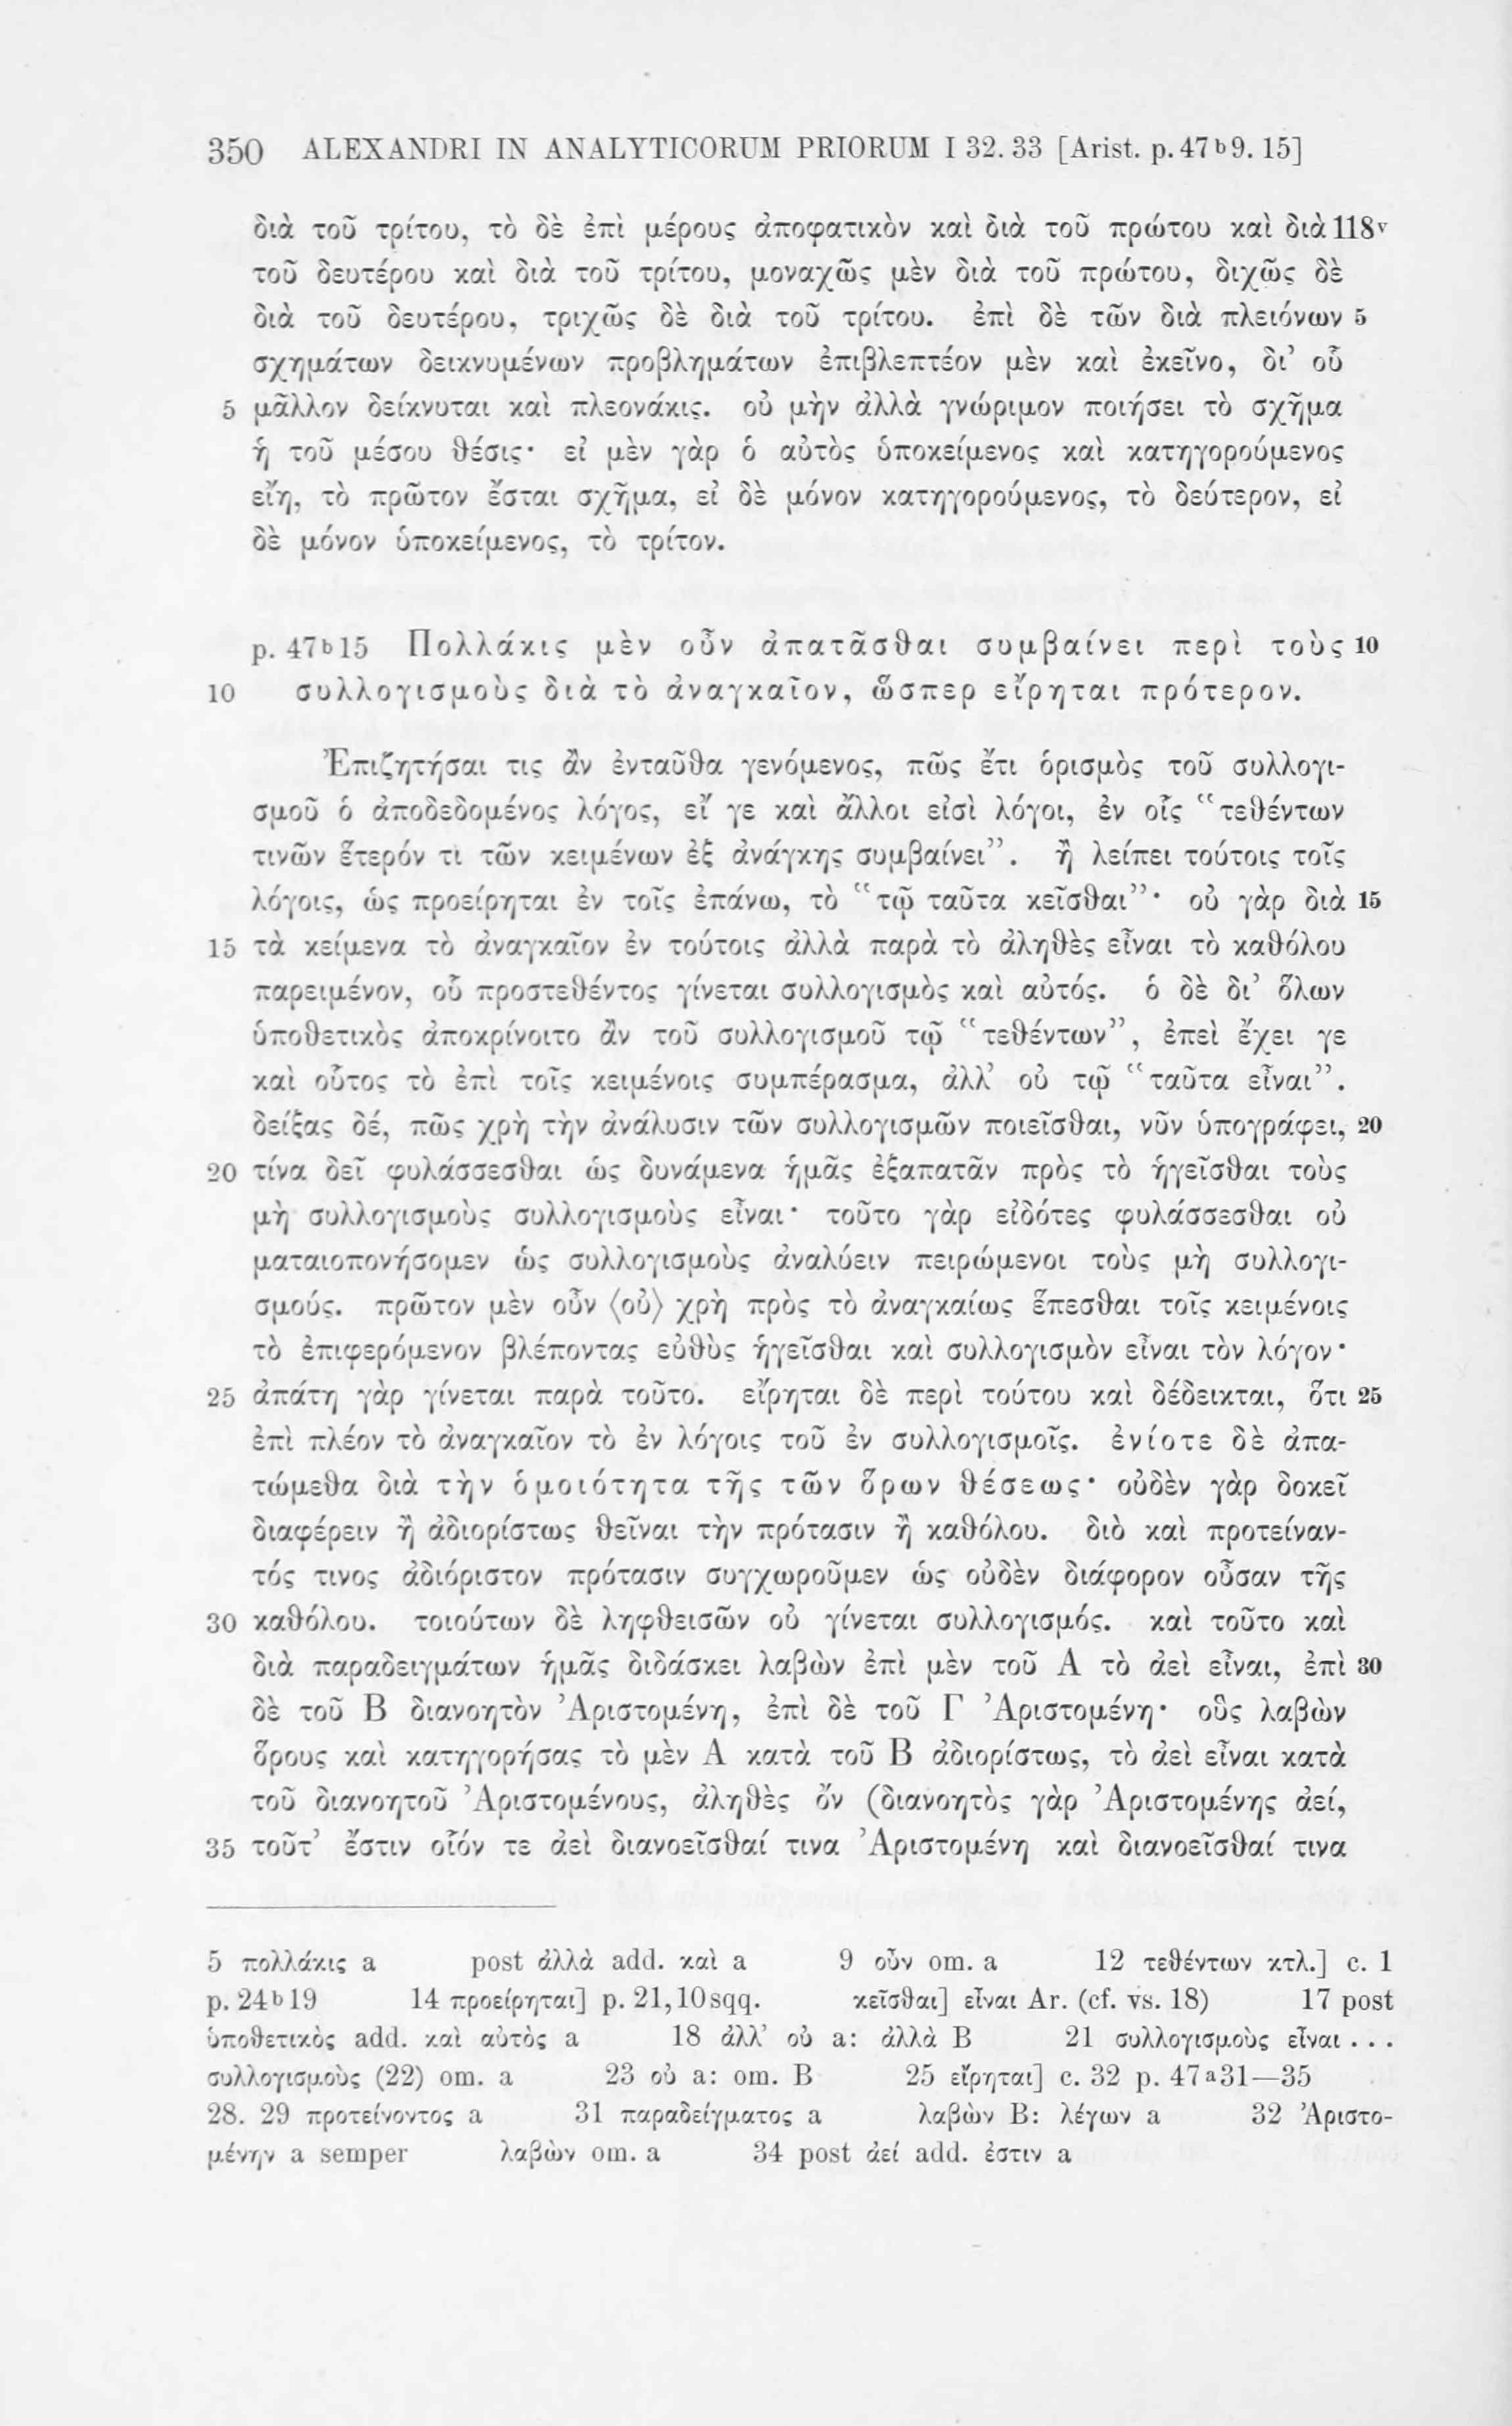 350 ALEXANDRI IN ANALYTICORUM PRIORUM I 32. 33 [Arist. p. 47b9. 15]
διὰ τοῦ τρίτου, τὸ δὲ ἐπὶ μέρους ἀποφατικὸν καὶ διὰ τοῦ πρώτου καὶ διὰ 118v
τοῦ δευτέρου καὶ διὰ τοῦ τρίτου, μοναχῶς μὲν διὰ τοῦ πρώτου, διχῶς δὲ
διὰ τοῦ δευτέρου, τριχῶς δὲ διὰ τοῦ τρίτου. ἐπὶ δὲ τῶν διὰ πλειόνων 5
σχημάτων δεικνυμένων προβλημάτων ἐπιβλεπτέον μὲν καὶ ἐκεῖνο, δι’ οὗ
5 μᾶλλον δείκνυται καὶ πλεονάκις. οὐ μὴν ἀλλὰ γνώριμον ποιήσει τὸ σχῆμα
ἡ τοῦ μέσου θέσις· εἰ μὲν γὰρ ὁ αὐτὸς ὑποκείμενος καὶ κατηγορούμενος
εἴη, τὸ πρῶτον ἔσται σχῆμα, εἰ δὲ μόνον κατηγορούμενος, τὸ δεύτερον, εἰ
δὲ μόνον ὑποκείμενος, τὸ τρίτον.
p. 47b15 Πολλάκις μὲν οὖν ἀπατᾶσθαι συμβαίνει περὶ τοὺς 10
10 συλλογισμοὺς διὰ τὸ ἀναγκαῖον, ὥσπερ εἴρηται πρότερον.
Ἐπιζητήσαι τις ἂν ἐνταῦθα γενόμενος, πῶς ἔτι ὁρισμὸς τοῦ συλλογι-
σμοῦ ὁ ἀποδεδομένος λόγος, εἴ γε καὶ ἄλλοι εἰσὶ λόγοι, ἐν οἷς “τεθέντων
τινῶν ἕτερόν τι τῶν κειμένων ἐξ ἀνάγκης συμβαίνει”. ἢ λείπει τούτοις τοῖς
λόγοις, ὡς προείρηται ἐν τοῖς ἐπάνω, τὸ “τῷ ταῦτα κεῖσθαι”· οὐ γὰρ διὰ 15
15 τὰ κείμενα τὸ ἀναγκαῖον ἐν τούτοις ἀλλὰ παρὰ τὸ ἀληθὲς εἶναι τὸ καθόλου
παρειμένον, οὗ προστεθέντος γίνεται συλλογισμὸς καὶ αὐτός. ὁ δὲ δι’ ὅλων
ὑποθετικὸς ἀποκρίνοιτο ἂν τοῦ συλλογισμοῦ τῷ “τεθέντων”, ἐπεὶ ἔχει γε
καὶ οὗτος τὸ ἐπὶ τοῖς κειμένοις συμπέρασμα, ἀλλ’ οὐ τῷ “ταῦτα εἶναι”.
δείξας δέ, πῶς χρὴ τὴν ἀνάλυσιν τῶν συλλογισμῶν ποιεῖσθαι, νῦν ὑπογράφει, 20
20 τίνα δεῖ φυλάσσεσθαι ὡς δυνάμενα ἡμᾶς ἐξαπατᾶν πρὸς τὸ ἡγεῖσθαι τοὺς
μὴ συλλογισμοὺς συλλογισμοὺς εἶναι· τοῦτο γὰρ εἰδότες φυλάσσεσθαι οὐ
ματαιοπονήσομεν ὡς συλλογισμοὺς ἀναλύειν πειρώμενοι τοὺς μὴ συλλογι-
σμούς. πρῶτον μὲν οὖν ⟨οὐ⟩ χρὴ πρὸς τὸ ἀναγκαίως ἕπεσθαι τοῖς κειμένοις
τὸ ἐπιφερόμενον βλέποντας εὐθὺς ἡγεῖσθαι καὶ συλλογισμὸν εἶναι τὸν λόγον·
25 ἀπάτη γὰρ γίνεται παρὰ τοῦτο. εἴρηται δὲ περὶ τούτου καὶ δέδεικται, ὅτι 25
ἐπὶ πλέον τὸ ἀναγκαῖον τὸ ἐν λόγοις τοῦ ἐν συλλογισμοῖς. ἐνίοτε δὲ ἀπα-
τώμεθα διὰ τὴν ὁμοιότητα τῆς τῶν ὅρων θέσεως· οὐδὲν γὰρ δοκεῖ
διαφέρειν ἢ ἀδιορίστως θεῖναι τὴν πρότασιν ἢ καθόλου. διὸ καὶ προτείναν-
τός τινος ἀδιόριστον πρότασιν συγχωροῦμεν ὡς οὐδὲν διάφορον οὖσαν τῆς
30 καθόλου. τοιούτων δὲ ληφθεισῶν οὐ γίνεται συλλογισμός. καὶ τοῦτο καὶ
διὰ παραδειγμάτων ἡμᾶς διδάσκει λαβὼν ἐπὶ μὲν τοῦ Α τὸ ἀεὶ εἶναι, ἐπὶ 30
δὲ τοῦ Β διανοητὸν Ἀριστομένη, ἐπὶ δὲ τοῦ Γ Ἀριστομένη· οὓς λαβὼν
ὅρους καὶ κατηγορήσας τὸ μὲν Α κατὰ τοῦ Β ἀδιορίστως, τὸ ἀεὶ εἶναι κατὰ
τοῦ διανοητοῦ Ἀριστομένους, ἀληθὲς ὄν (διανοητὸς γὰρ Ἀριστομένης ἀεί,
35 τοῦτ’ ἔστιν οἷόν τε ἀεὶ διανοεῖσθαί τινα Ἀριστομένη καὶ διανοεῖσθαί τινα
5 πολλάκις a post ἀλλὰ add. καὶ a 9 οὖν om. a 12 τεθέντων κτλ.] c. 1
p. 24b19 14 προείρηται] p. 21,10sqq. κεῖσθαι] εἶναι Ar. (cf. vs. 18) 17 post
ὑποθετικὸς add. καὶ αὐτὸς a 18 ἀλλ’ οὐ a: ἀλλὰ B 21 συλλογισμοὺς εἶναι . . .
συλλογισμοὺς (22) om. a 23 οὐ a: om. B 25 εἴρηται] c. 32 p. 47a31—35
28. 29 προτείνοντος a 31 παραδείγματος a λαβὼν B: λέγων a 32 Ἀριστο-
μένην a semper λαβὼν om. a 34 post ἀεί add. ἐστιν a